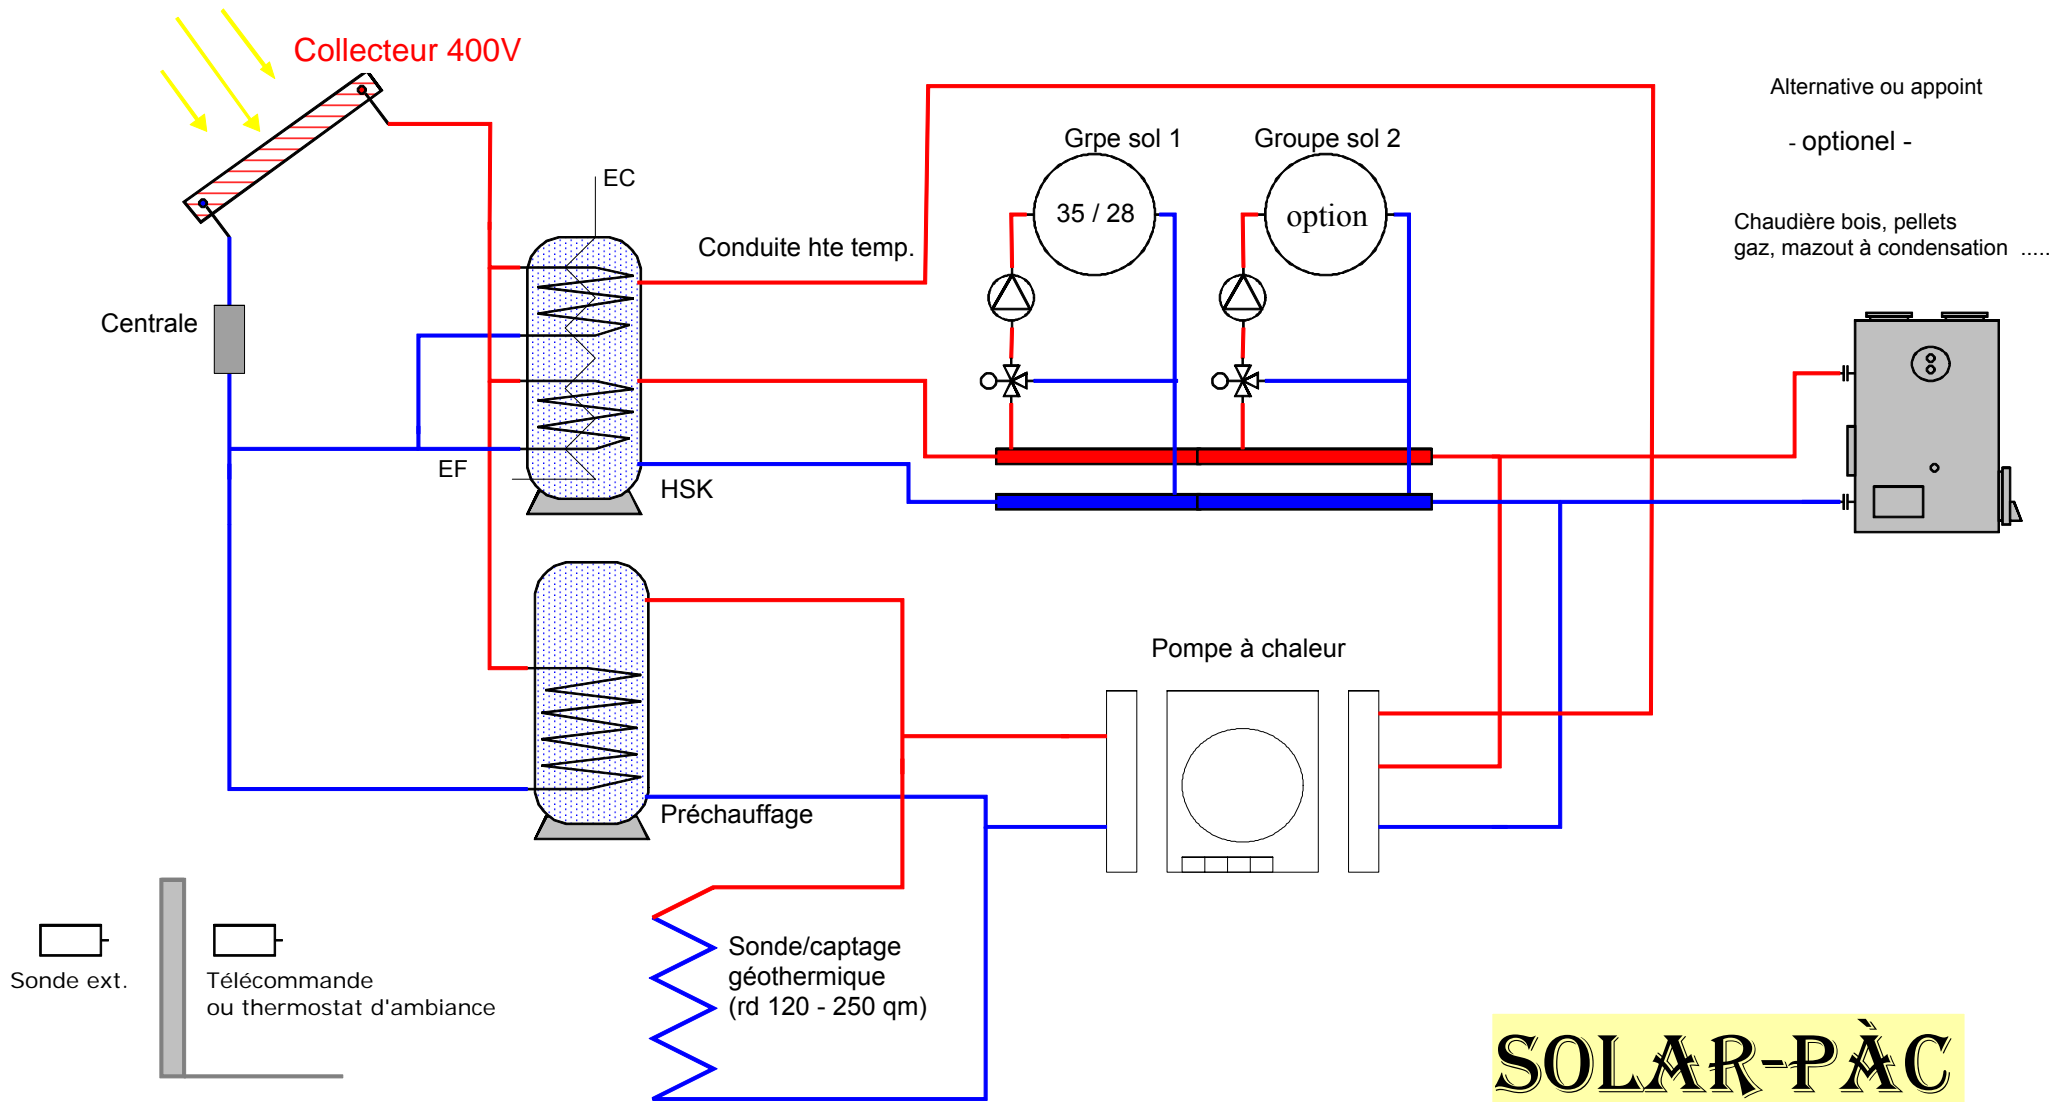 Collecteur 400V
Alternative ou appoint
- optionel -
Grpe sol 1
Groupe sol 2
EC
35 / 28
option
Conduite hte temp.
Chaudière bois, pellets
gaz, mazout à condensation .....
Centrale
EF
HSK
Pompe à chaleur
Préchauffage
Sonde/captage
géothermique
(rd 120 - 250 qm)
Sonde ext.
Télécommande
ou thermostat d'ambiance
SOLAR-PÀC